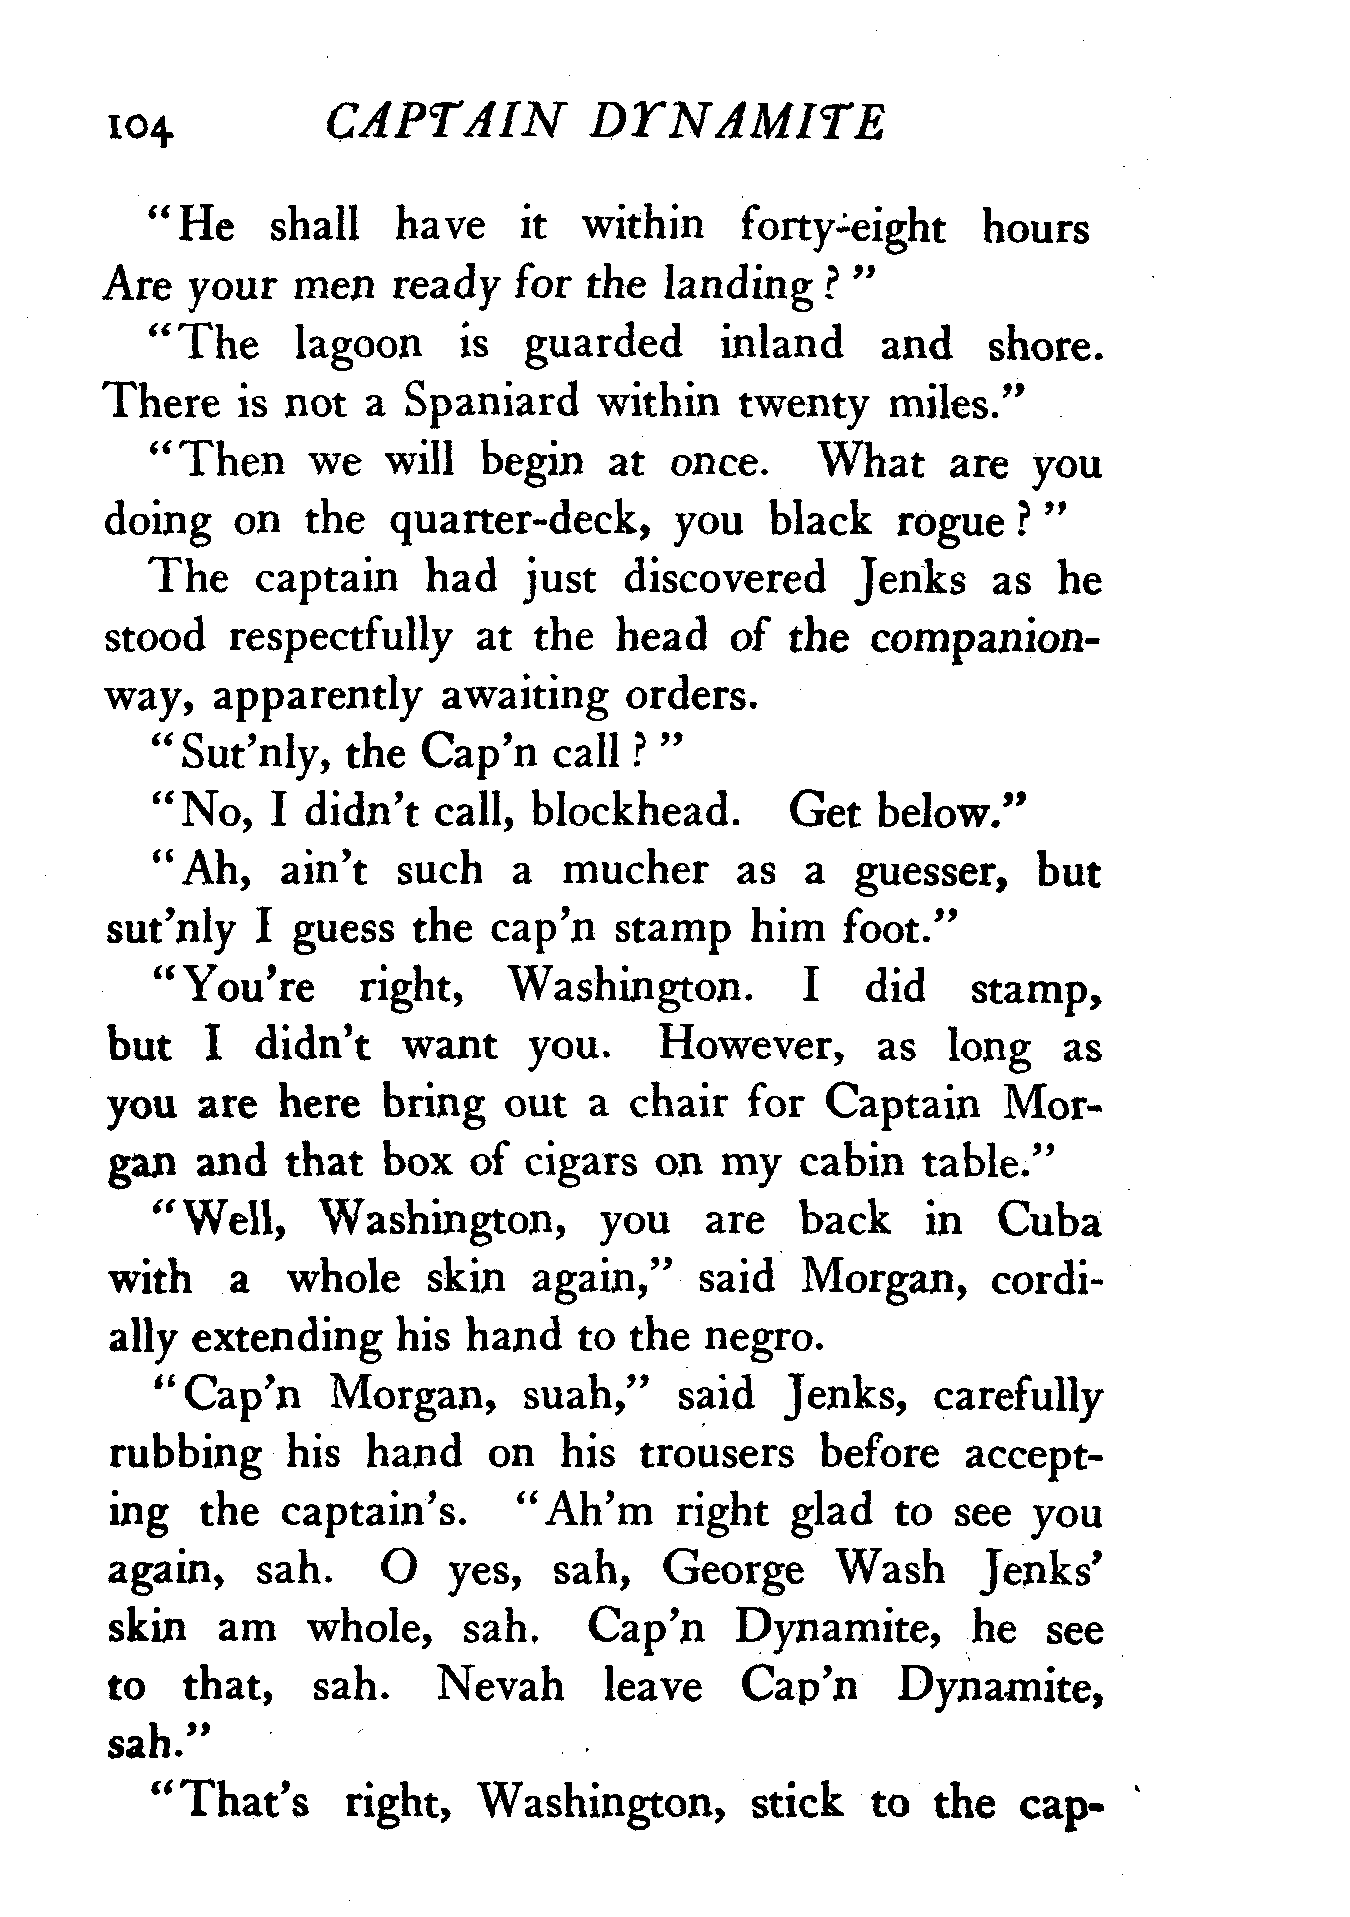 104 CAPTAIN DYNAMITE
"He shall have it within forty-eight hours
Are your men ready for the landing?"
"The lagoon is guarded inland and shore.
There is not a Spaniard within twenty miles."
"Then we will begin at once. What are you
doing on the quarter-deck, you black rogue?"
The captain had just discovered Jenks as he
stood respectfully at the head of the companion-
way, apparently awaiting orders.
"Sut'nly, the Cap'n call?"
"No, I didn't call, blockhead. Get below."
"Ah, ain't such a mucher as a guesser, but
sut'nly I guess the cap'n stamp him foot."
"You're right, Washington. I did stamp,
but I didn't want you. However, as long as
you are here bring out a chair for Captain Mor-
gan and that box of cigars on my cabin table."
"Well, Washington, you are back in Cuba
with a whole skin again," said Morgan, cordi-
ally extending his hand to the negro.
"Cap'n Morgan, suah," said Jenks, carefully
rubbing his hand on his trousers before accept-
ing the captain's. "Ah'm right glad to see you
again, sah. O yes, sah, George Wash Jenks'
skin am whole, sah. Cap'n Dynamite, he see
to that, sah. Nevah leave Cap'n Dynamite,
sah."
"That's right, Washington, stick to the cap-